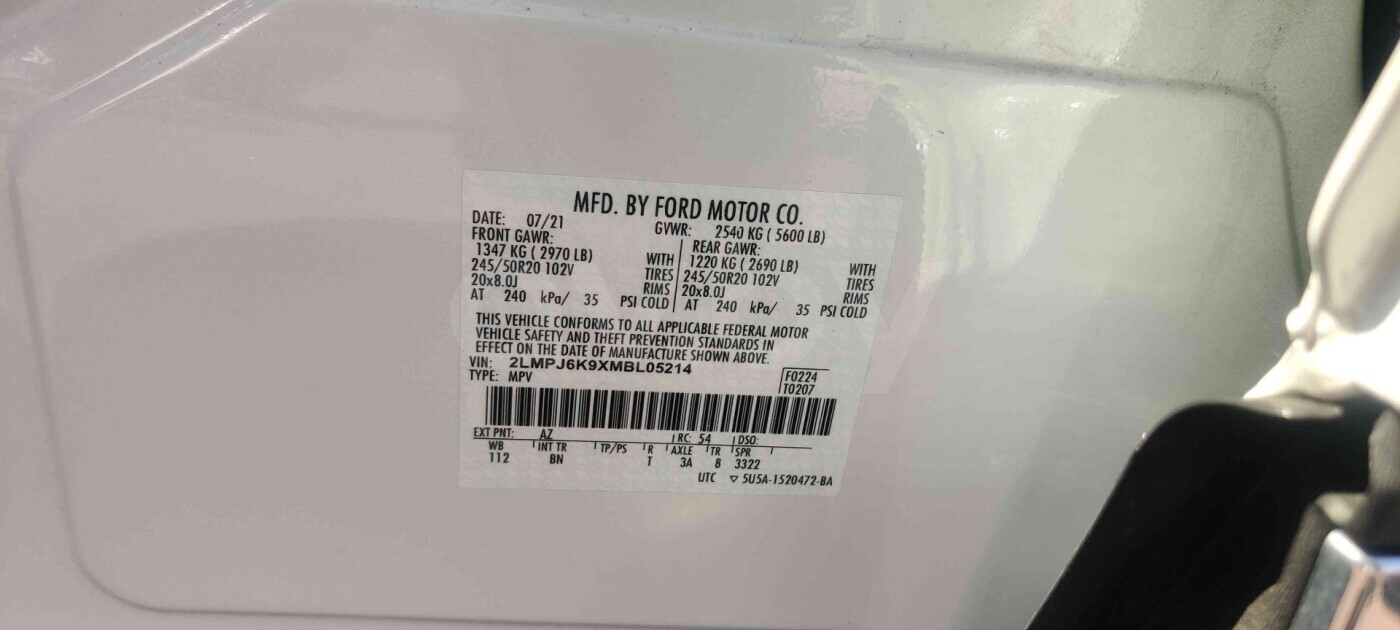 MFD. BY FORD MOTOR CO.
DATE: 07/21 GVWR: 2540 KG ( 5600 LB)
FRONT GAWR: REAR GAWR:
1347 KG ( 2970 LB) WITH 1220 KG ( 2690 LB) WITH
245/50R20 102V TIRES 245/50R20 102V TIRES
20x8.0J RIMS 20x8.0J RIMS
AT 240 kPa/ 35 PSI COLD AT 240 kPa/ 35 PSI COLD
THIS VEHICLE CONFORMS TO ALL APPLICABLE FEDERAL MOTOR
VEHICLE SAFETY AND THEFT PREVENTION STANDARDS IN
EFFECT ON THE DATE OF MANUFACTURE SHOWN ABOVE.
VIN: 2LMPJ6K9XMBL05214
TYPE: MPV F0224
T0207
EXT PNT: AZ RC: 54 DSO:
WB INT TR TP/PS R AXLE TR SPR
112 BN T 3A 8 3322
UTC ▽ 5U5A-1520472-BA